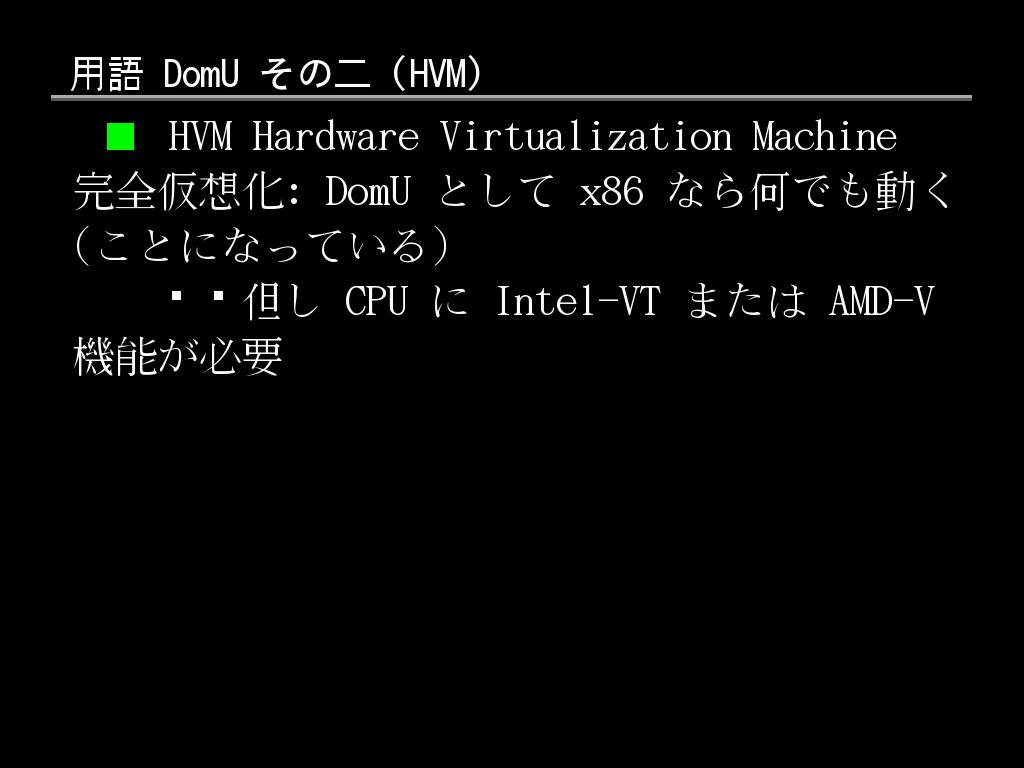 用語 DomU その二 (HVM)
■ HVM Hardware Virtualization Machine
完全仮想化: DomU として x86 なら何でも動く
(ことになっている)
▪ ▪ 但し CPU に Intel-VT または AMD-V
機能が必要